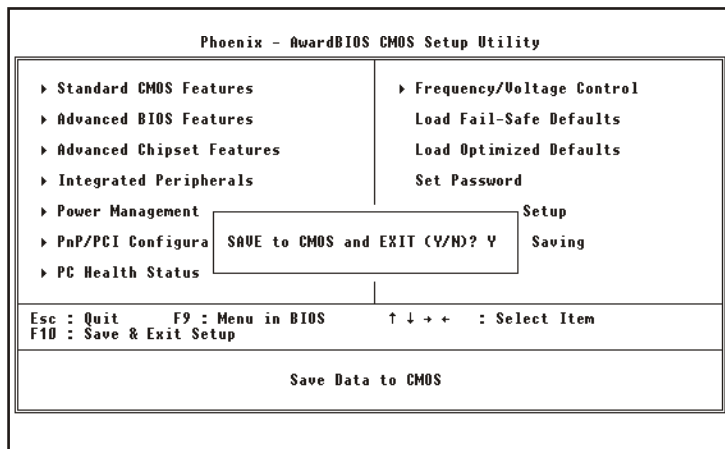 Phoenix - AwardBIOS CMOS Setup Utility
▸ Standard CMOS Features
▸ Advanced BIOS Features
▸ Advanced Chipset Features
▸ Integrated Peripherals
▸ Power Management
▸ PnP/PCI Configura
▸ PC Health Status
▸ Frequency/Voltage Control
Load Fail-Safe Defaults
Load Optimized Defaults
Set Password
Setup
Saving
SAVE to CMOS and EXIT (Y/N)? Y
Esc : Quit F9 : Menu in BIOS ↑ ↓ → ← : Select Item
F10 : Save & Exit Setup
Save Data to CMOS